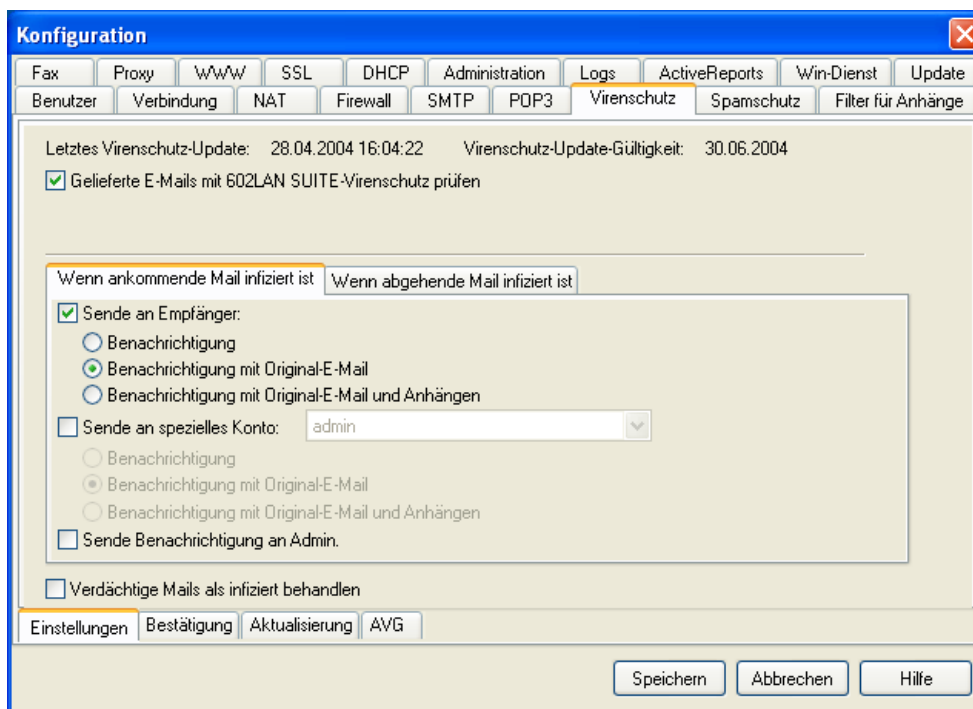 Konfiguration
Fax Proxy WWW SSL DHCP Administration Logs ActiveReports Win-Dienst Update
Benutzer Verbindung NAT Firewall SMTP POP3 Virenschutz Spamschutz Filter für Anhänge
Letztes Virenschutz-Update: 28.04.2004 16:04:22 Virenschutz-Update-Gültigkeit: 30.06.2004
Gelieferte E-Mails mit 602LAN SUITE-Virenschutz prüfen
Wenn ankommende Mail infiziert ist Wenn abgehende Mail infiziert ist
Sende an Empfänger:
Benachrichtigung
Benachrichtigung mit Original-E-Mail
Benachrichtigung mit Original-E-Mail und Anhängen
Sende an spezielles Konto: admin
Benachrichtigung
Benachrichtigung mit Original-E-Mail
Benachrichtigung mit Original-E-Mail und Anhängen
Sende Benachrichtigung an Admin.
Verdächtige Mails als infiziert behandeln
Einstellungen Bestätigung Aktualisierung AVG
Speichern Abbrechen Hilfe